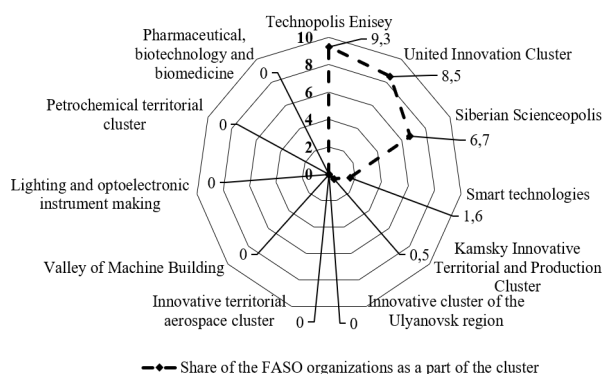 Technopolis Enisey
10
9,3
United Innovation Cluster
8,5
8
6
4
2
0
Siberian Scienceopolis
6,7
Smart technologies
1,6
Kamsky Innovative
Territorial and Production
Cluster
0,5
Innovative cluster of the
Ulyanovsk region
0
Innovative territorial
aerospace cluster
0
Valley of Machine Building
0
Lighting and optoelectronic
instrument making
0
Petrochemical territorial
cluster
0
Pharmaceutical,
biotechnology and
biomedicine
0
Share of the FASO organizations as a part of the cluster